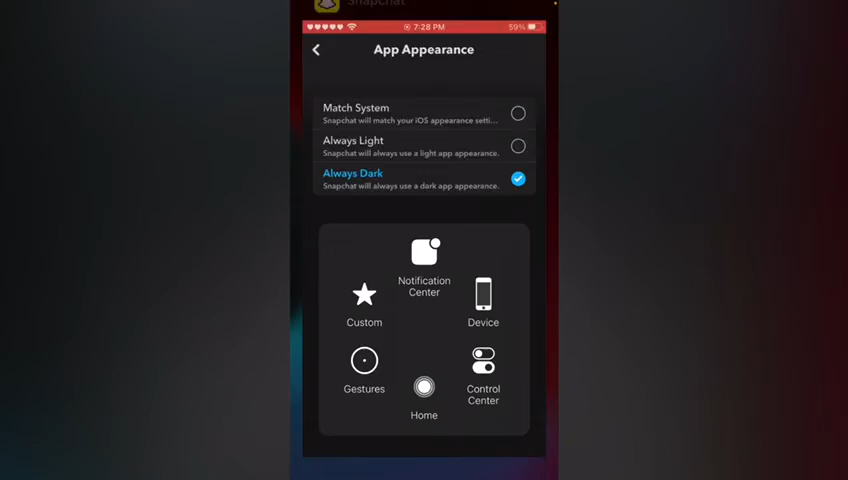 Snapchat
7:28 PM
59%
App Appearance
Match System
Snapchat will match your iOS appearance setti...
Always Light
Snapchat will always use a light app appearance.
Always Dark
Snapchat will always use a dark app appearance.
Notification
Center
Custom
Device
Gestures
Control
Center
Home